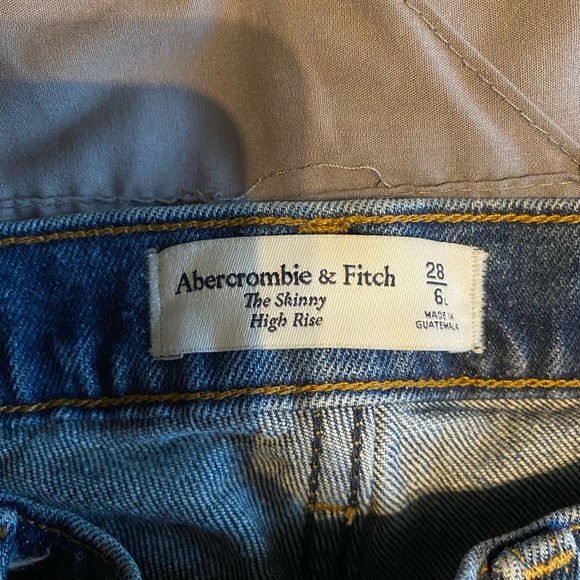 Abercrombie & Fitch
The Skinny
High Rise
28
6L
MADE IN
GUATEMALA